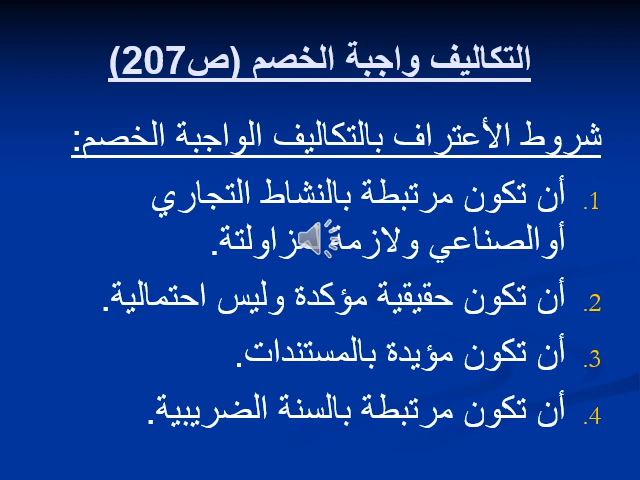 التكاليف واجبة الخصم (ص207)
شروط الأعتراف بالتكاليف الواجبة الخصم:
1. أن تكون مرتبطة بالنشاط التجاري
أوالصناعي ولازمة لمزاولتة.
2. أن تكون حقيقية مؤكدة وليس احتمالية.
3. أن تكون مؤيدة بالمستندات.
4. أن تكون مرتبطة بالسنة الضريبية.